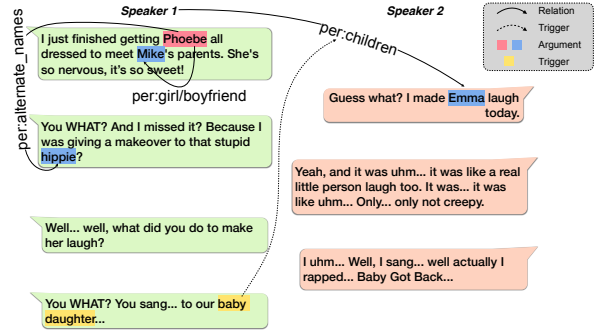 Speaker 1
Speaker 2
Relation
Trigger
Argument
Trigger
per:children
per:alternate_names
I just finished getting Phoebe all
dressed to meet Mike's parents. She's
so nervous, it's so sweet!
per:girl/boyfriend
Guess what? I made Emma laugh
today.
You WHAT? And I missed it? Because I
was giving a makeover to that stupid
hippie?
Yeah, and it was uhm... it was like a real
little person laugh too. It was... it was
like uhm... Only... only not creepy.
Well... well, what did you do to make
her laugh?
I uhm... Well, I sang... well actually I
rapped... Baby Got Back...
You WHAT? You sang... to our baby
daughter...